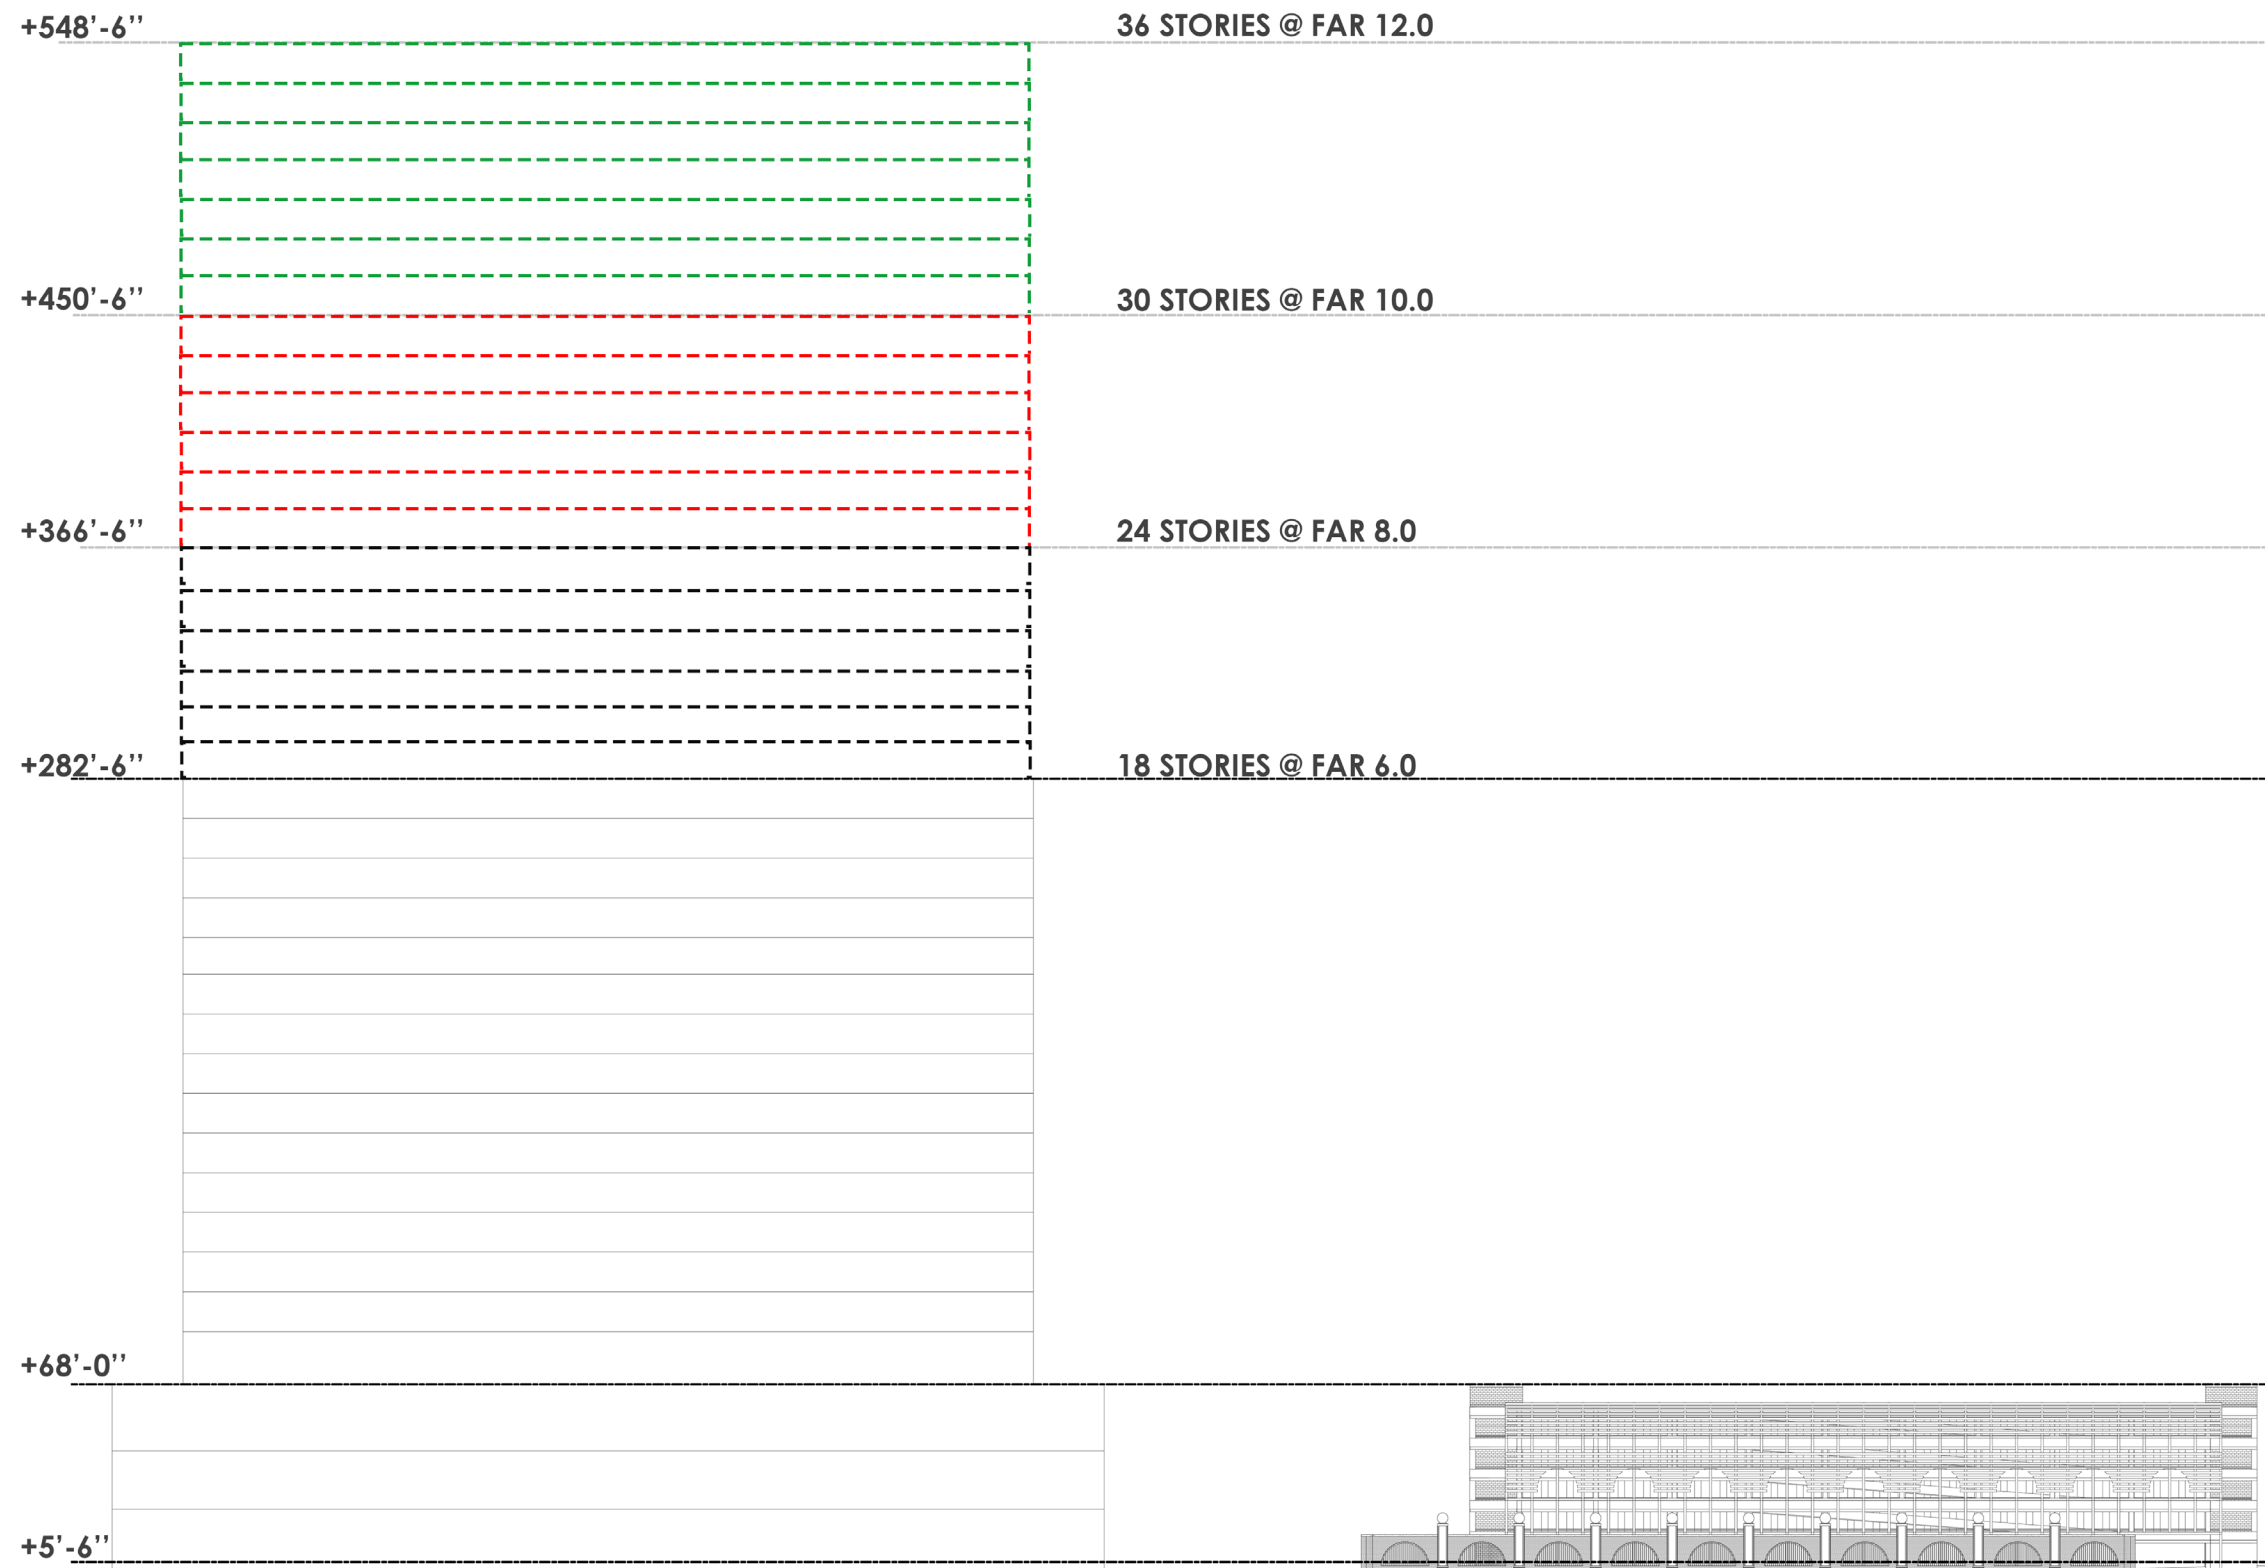 +548’-6’’ 36 STORIES @ FAR 12.0
+450’-6’’ 30 STORIES @ FAR 10.0
+366’-6’’ 24 STORIES @ FAR 8.0
+282’-6’’ 18 STORIES @ FAR 6.0
+68’-0’’
+5’-6’’